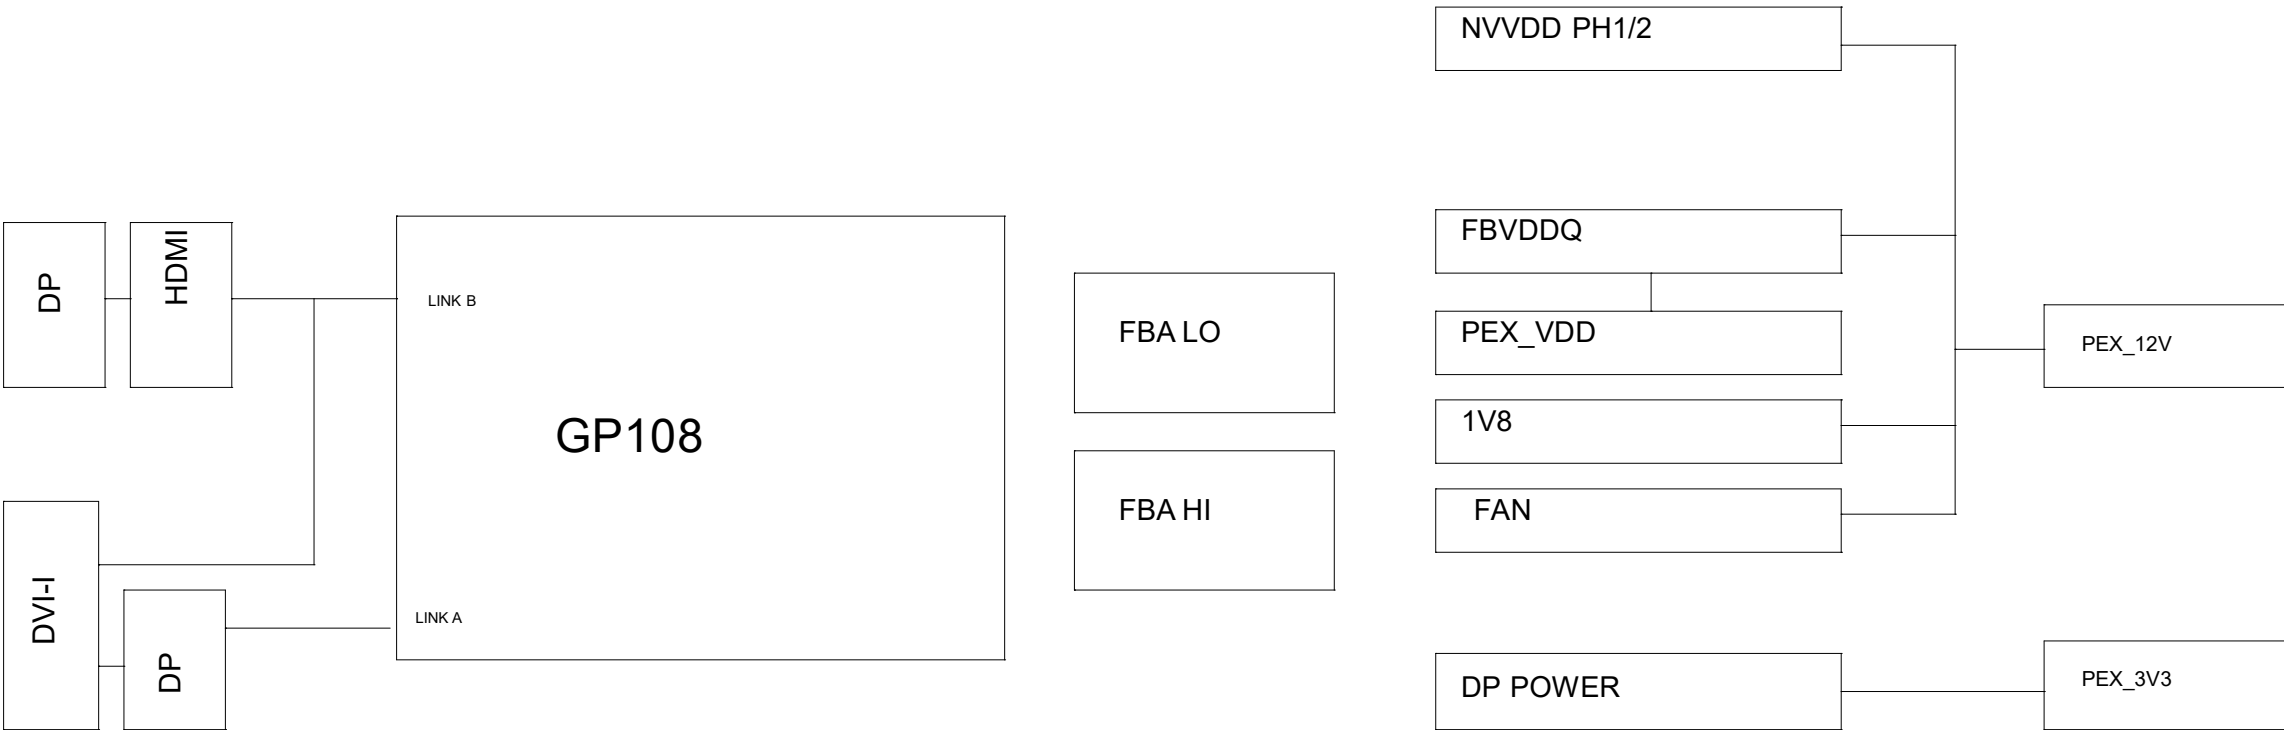 NVVDD PH1/2
DP
HDMI
LINK B
GP108
LINK A
DVI-I
DP
FBA LO
FBA HI
FBVDDQ
PEX_VDD
1V8
FAN
DP POWER
PEX_12V
PEX_3V3